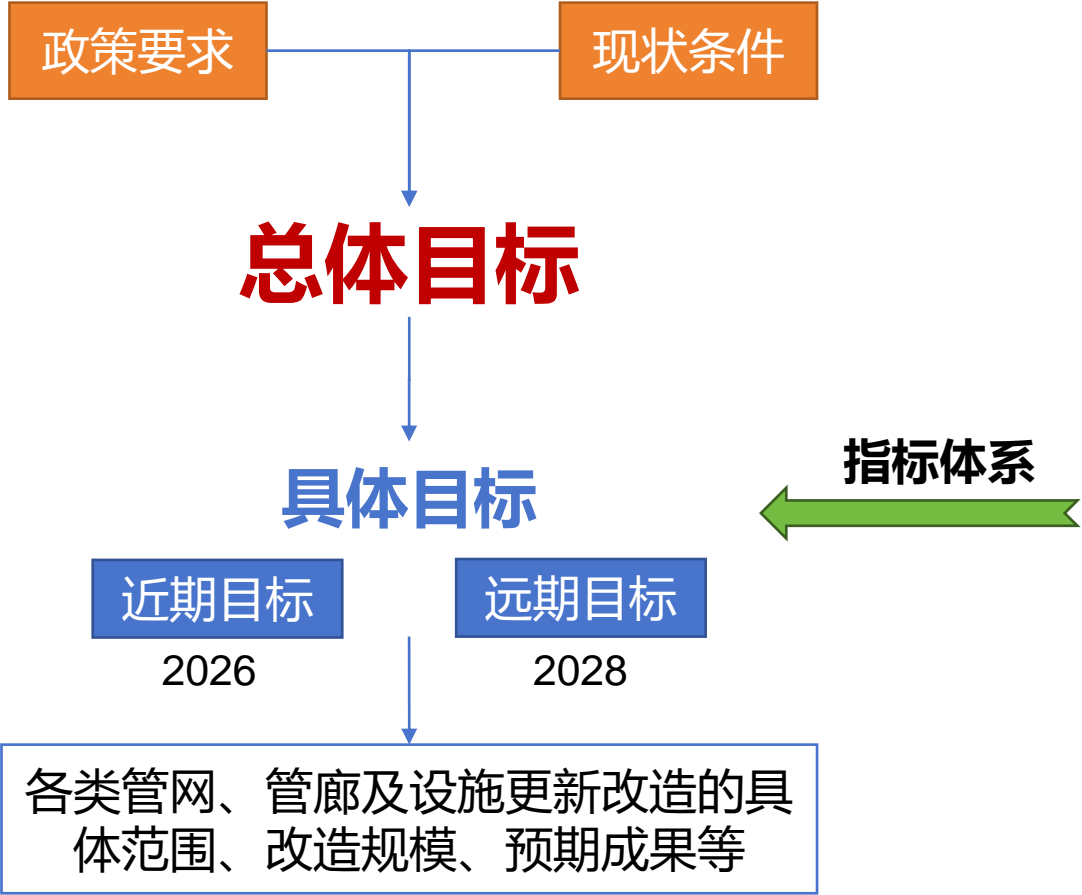 政策要求
现状条件
总体目标
指标体系
具体目标
近期目标
远期目标
2026
2028
各类管网、管廊及设施更新改造的具
体范围、改造规模、预期成果等